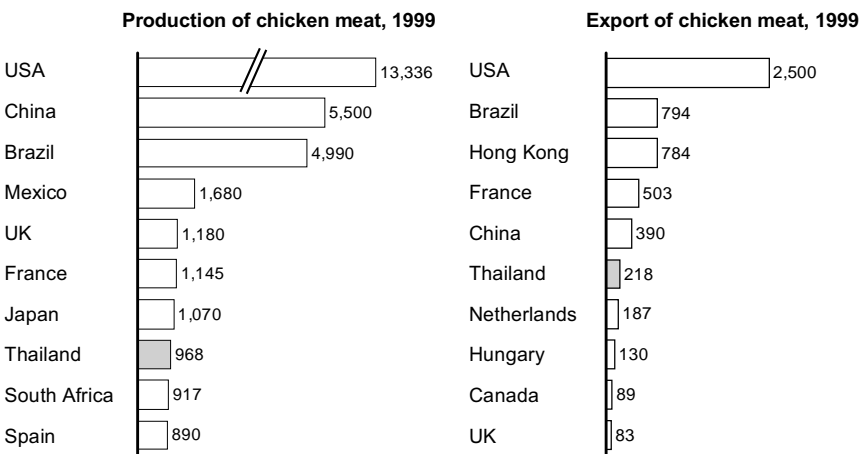 Production of chicken meat, 1999
USA 13,336
China 5,500
Brazil 4,990
Mexico 1,680
UK 1,180
France 1,145
Japan 1,070
Thailand 968
South Africa 917
Spain 890
Export of chicken meat, 1999
USA 2,500
Brazil 794
Hong Kong 784
France 503
China 390
Thailand 218
Netherlands 187
Hungary 130
Canada 89
UK 83